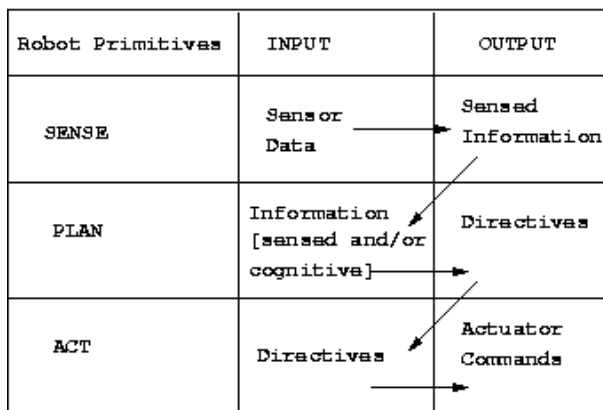 Robot Primitives INPUT OUTPUT
SENSE
Sensor
Data
Sensed
Information
PLAN
Information
[sensed and/or
cognitive]
Directives
ACT
Directives
Actuator
Commands